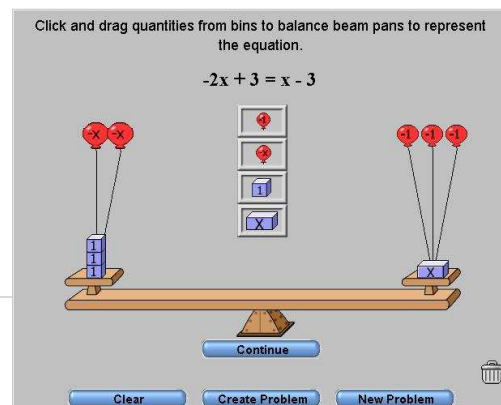 Click and drag quantities from bins to balance beam pans to represent
the equation.
-2x + 3 = x - 3
-1
-x
1
X
-x -x
-1 -1 -1
1
1
1
X
Continue
Clear Create Problem New Problem